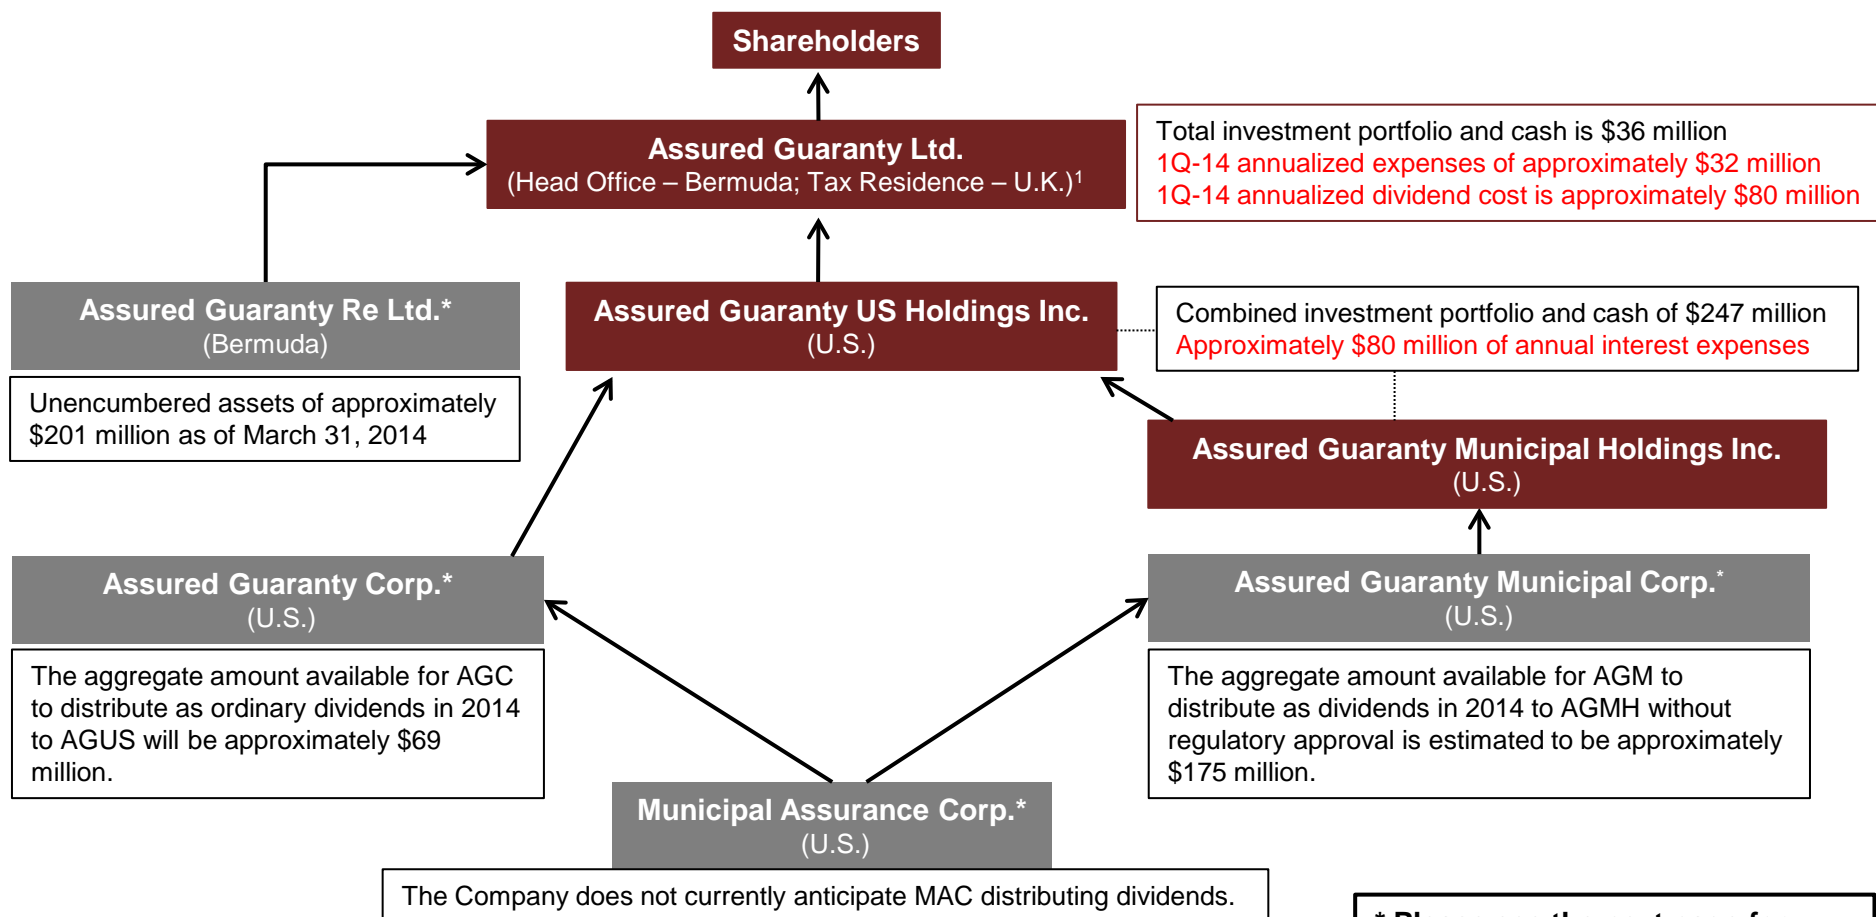 Shareholders
Assured Guaranty Ltd.
(Head Office – Bermuda; Tax Residence – U.K.)1
Total investment portfolio and cash is $36 million
1Q-14 annualized expenses of approximately $32 million
1Q-14 annualized dividend cost is approximately $80 million
Assured Guaranty Re Ltd.*
(Bermuda)
Unencumbered assets of approximately
$201 million as of March 31, 2014
Assured Guaranty US Holdings Inc.
(U.S.)
Combined investment portfolio and cash of $247 million
Approximately $80 million of annual interest expenses
Assured Guaranty Municipal Holdings Inc.
(U.S.)
Assured Guaranty Corp.*
(U.S.)
The aggregate amount available for AGC
to distribute as ordinary dividends in 2014
to AGUS will be approximately $69
million.
Assured Guaranty Municipal Corp.*
(U.S.)
The aggregate amount available for AGM to
distribute as dividends in 2014 to AGMH without
regulatory approval is estimated to be approximately
$175 million.
Municipal Assurance Corp.*
(U.S.)
The Company does not currently anticipate MAC distributing dividends.